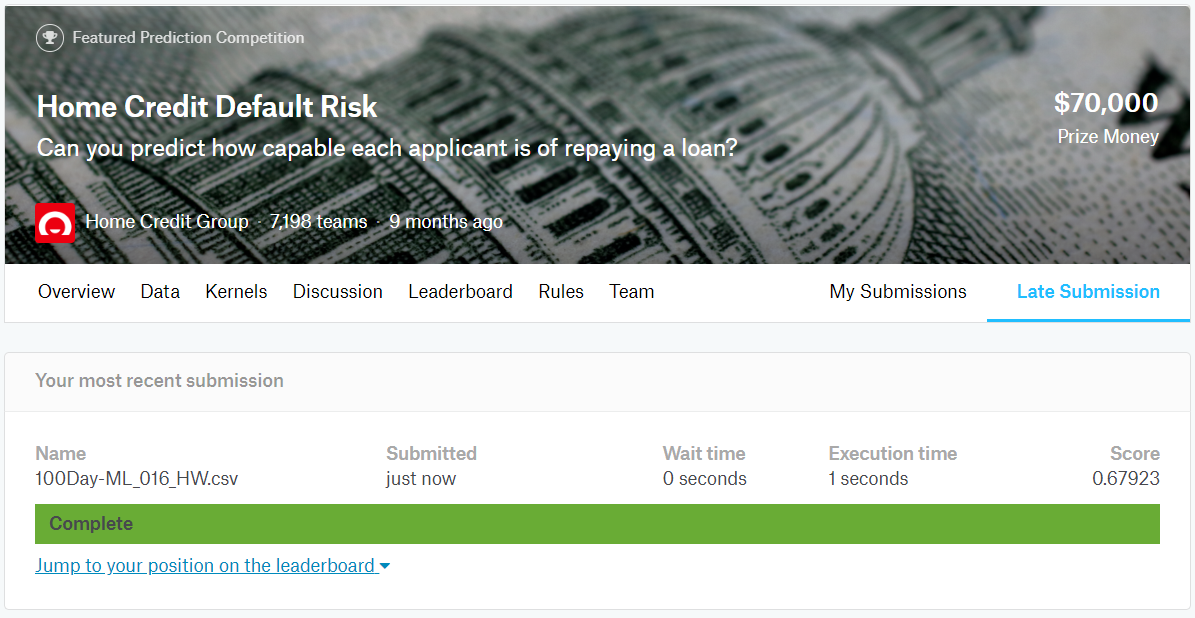 Featured Prediction Competition
Home Credit Default Risk
$70,000
Can you predict how capable each applicant is of repaying a loan?
Prize Money
Home Credit Group · 7,198 teams · 9 months ago
Overview Data Kernels Discussion Leaderboard Rules Team My Submissions Late Submission
Your most recent submission
Name Submitted Wait time Execution time Score
100Day-ML_016_HW.csv just now 0 seconds 1 seconds 0.67923
Complete
Jump to your position on the leaderboard